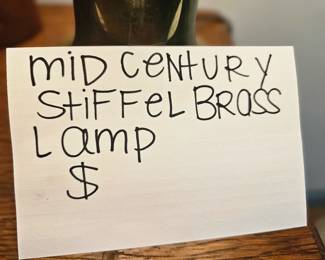 miD CeNTURY
StiFFeL BRASS
LAmp
$